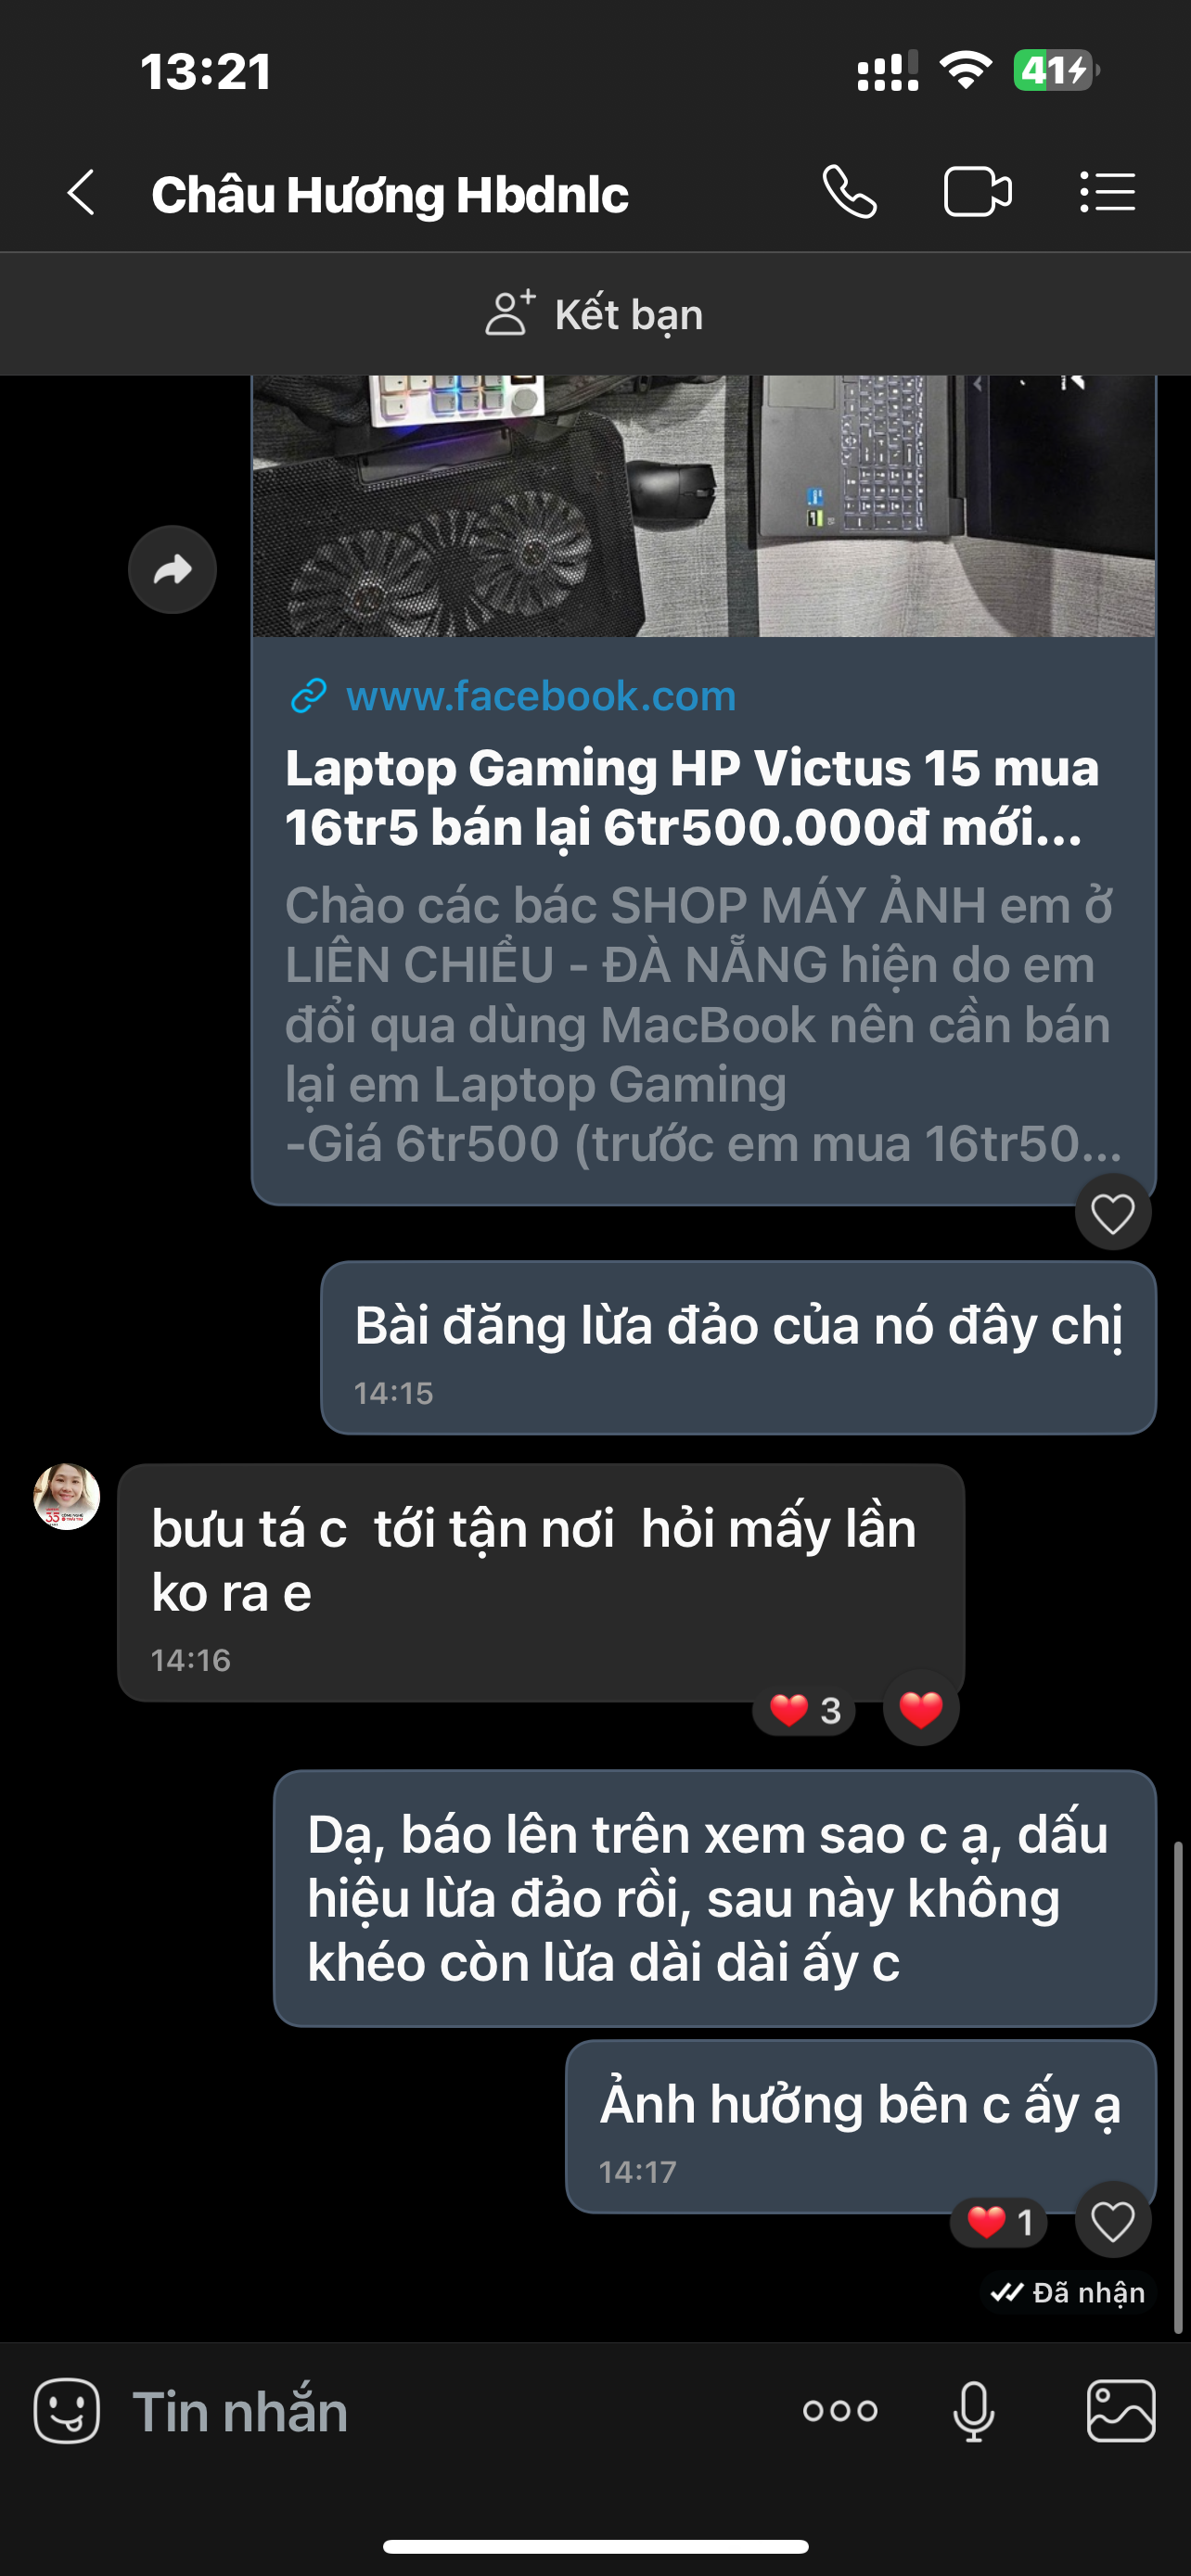 13:21
41
Châu Hương Hbdnlc
Kết bạn
www.facebook.com
Laptop Gaming HP Victus 15 mua
16tr5 bán lại 6tr500.000đ mới...
Chào các bác SHOP MÁY ẢNH em ở
LIÊN CHIỂU - ĐÀ NẴNG hiện do em
đổi qua dùng MacBook nên cần bán
lại em Laptop Gaming
-Giá 6tr500 (trước em mua 16tr50...
Bài đăng lừa đảo của nó đây chị
14:15
bưu tá c  tới tận nơi  hỏi mấy lần
ko ra e
14:16
3
Dạ, báo lên trên xem sao c ạ, dấu
hiệu lừa đảo rồi, sau này không
khéo còn lừa dài dài ấy c
Ảnh hưởng bên c ấy ạ
14:17
1
Đã nhận
Tin nhắn